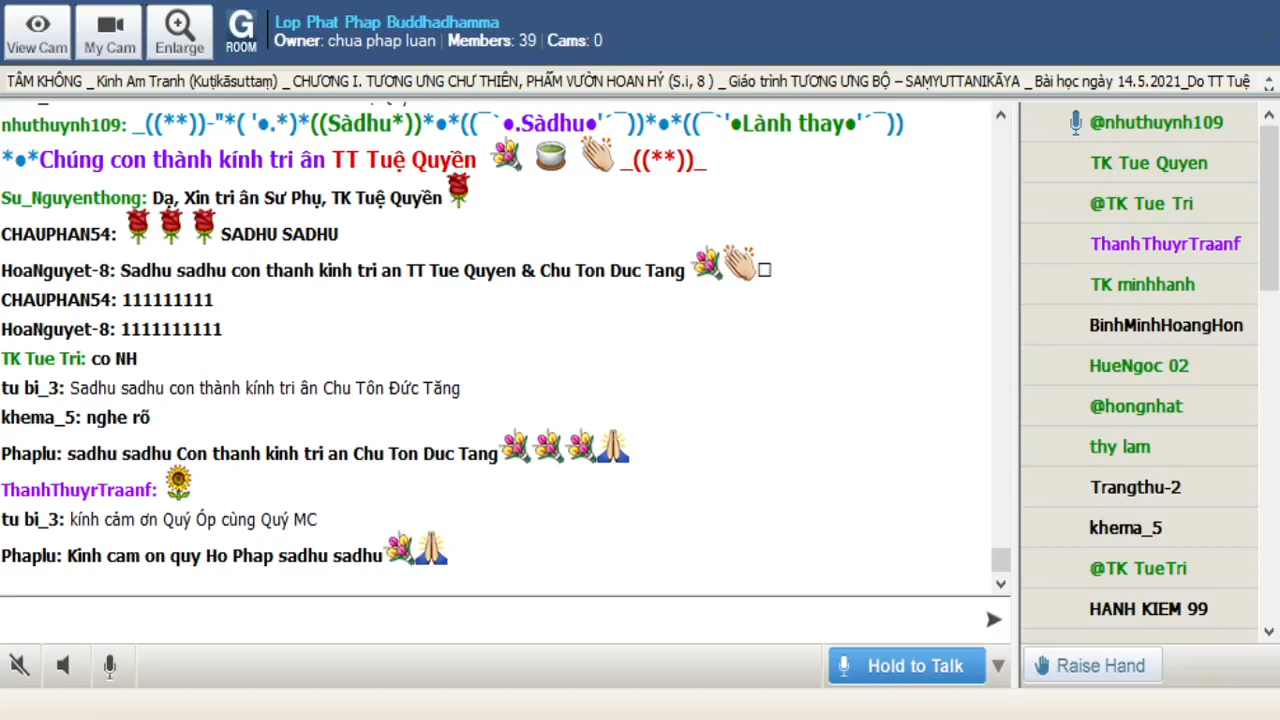 View Cam
My Cam
Enlarge
G
ROOM
Lop Phat Phap Buddhadhamma
Owner: chua phap luan | Members: 39 | Cams: 0
TÂM KHÔNG _ Kinh Am Tranh (Kuṭikāsuttaṃ) _ CHƯƠNG I. TƯƠNG ƯNG CHƯ THIÊN, PHẨM VƯỜN HOAN HỶ (S.i, 8 ) _ Giáo trình TƯƠNG ƯNG BỘ – SAṂYUTTANIKĀYA _ Bài học ngày 14.5.2021_Do TT Tuệ
nhuthuynh109: _((**))-"*( '●.*)*((Sàdhu*))*●*((¯`●.Sàdhu●'´¯))*●*((¯`'●Lành thay●'´¯))
*●*Chúng con thành kính tri ân TT Tuệ Quyền 💐 🍵 👏 _((**))_
Su_Nguyenthong: Dạ, Xin tri ân Sư Phụ, TK Tuệ Quyền🌹
CHAUPHAN54: 🌹🌹🌹SADHU SADHU
HoaNguyet-8: Sadhu sadhu con thanh kinh tri an TT Tue Quyen & Chu Ton Duc Tang 💐👏□
CHAUPHAN54: 111111111
HoaNguyet-8: 1111111111
TK Tue Tri: co NH
tu bi_3: Sadhu sadhu con thành kính tri ân Chu Tôn Đức Tăng
khema_5: nghe rõ
Phaplu: sadhu sadhu Con thanh kinh tri an Chu Ton Duc Tang💐💐💐🙏
ThanhThuyrTraanf: 🌻
tu bi_3: kính cảm ơn Quý Óp cùng Quý MC
Phaplu: Kinh cam on quy Ho Phap sadhu sadhu💐🙏
@nhuthuynh109
TK Tue Quyen
@TK Tue Tri
ThanhThuyrTraanf
TK minhhanh
BinhMinhHoangHon
HueNgoc 02
@hongnhat
thy lam
Trangthu-2
khema_5
@TK TueTri
HANH KIEM 99
Hold to Talk
Raise Hand